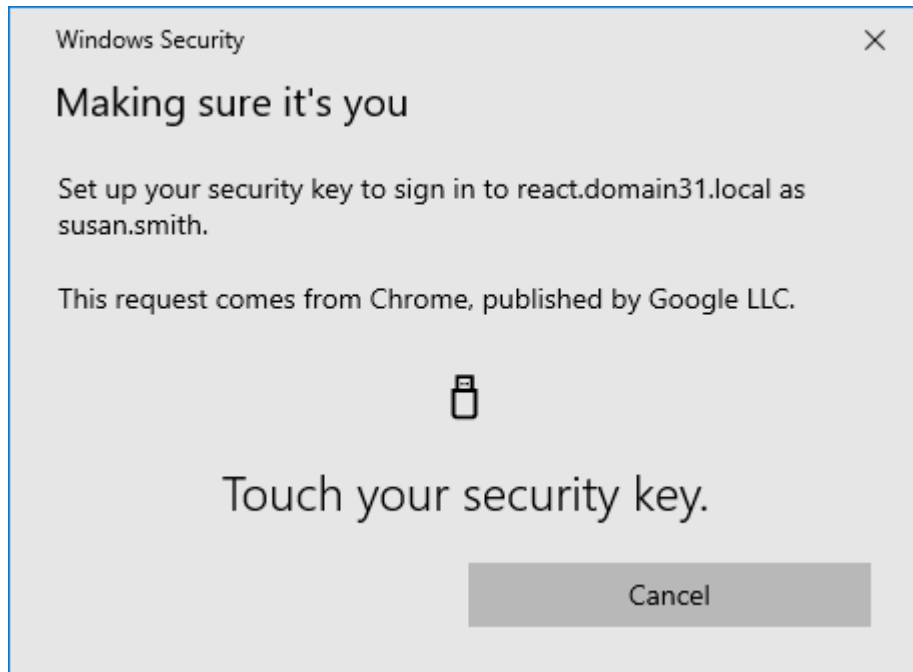 Windows Security
Making sure it's you
Set up your security key to sign in to react.domain31.local as
susan.smith.
This request comes from Chrome, published by Google LLC.
Touch your security key.
Cancel